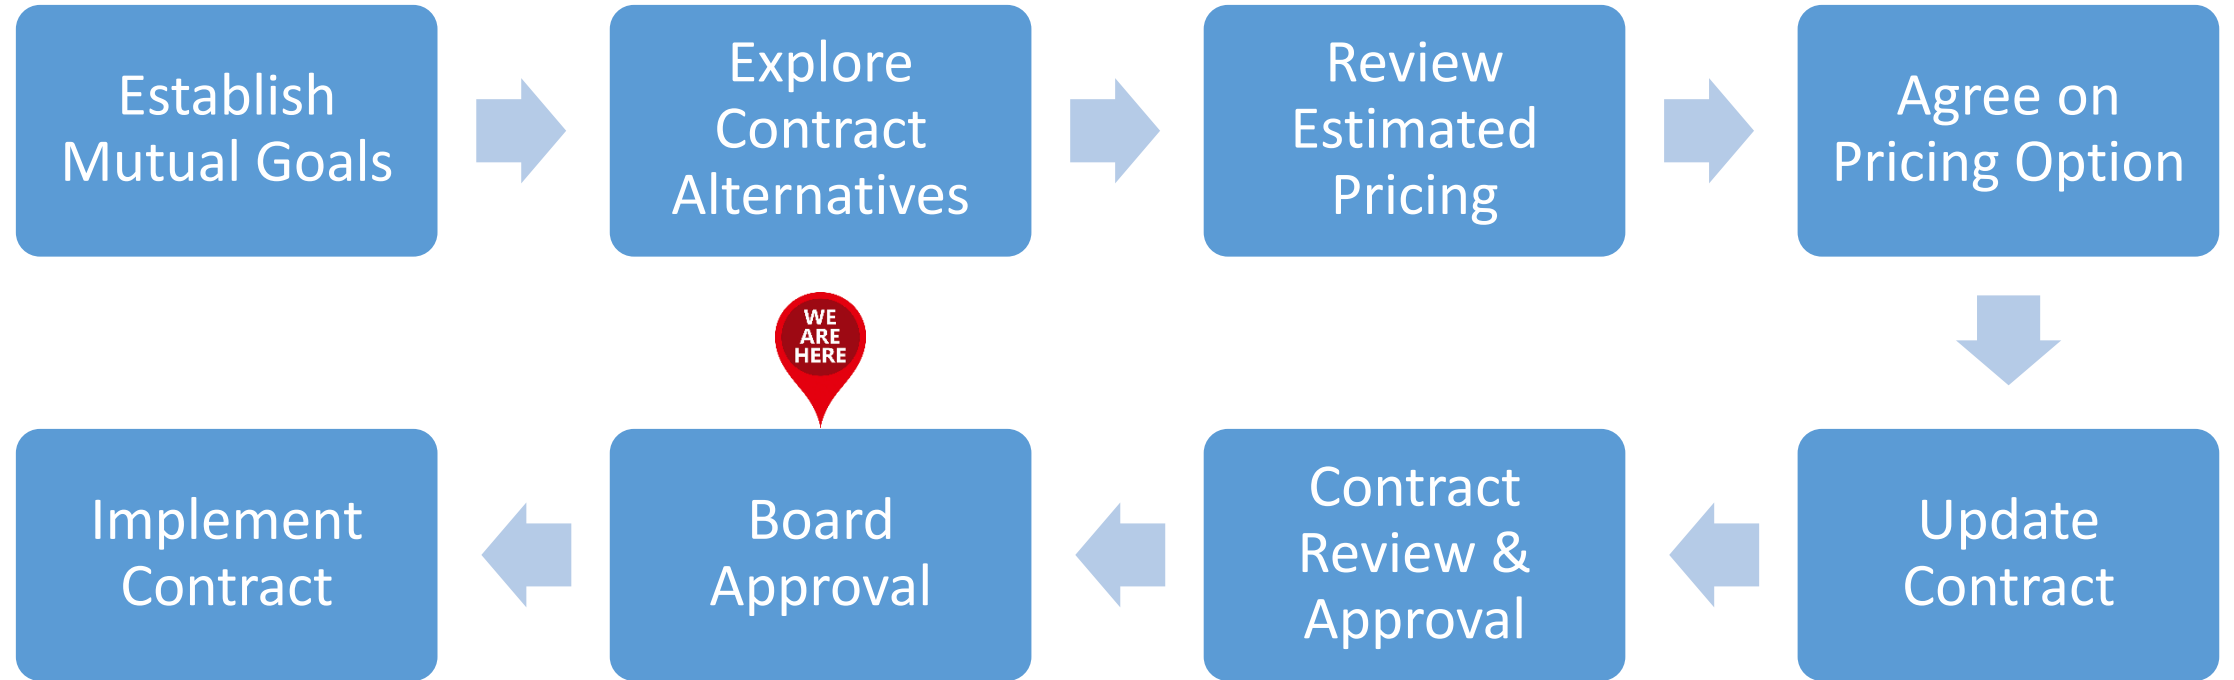 Establish
Mutual Goals
Explore
Contract
Alternatives
Review
Estimated
Pricing
Agree on
Pricing Option
WE
ARE
HERE
Update
Contract
Contract
Review &
Approval
Board
Approval
Implement
Contract